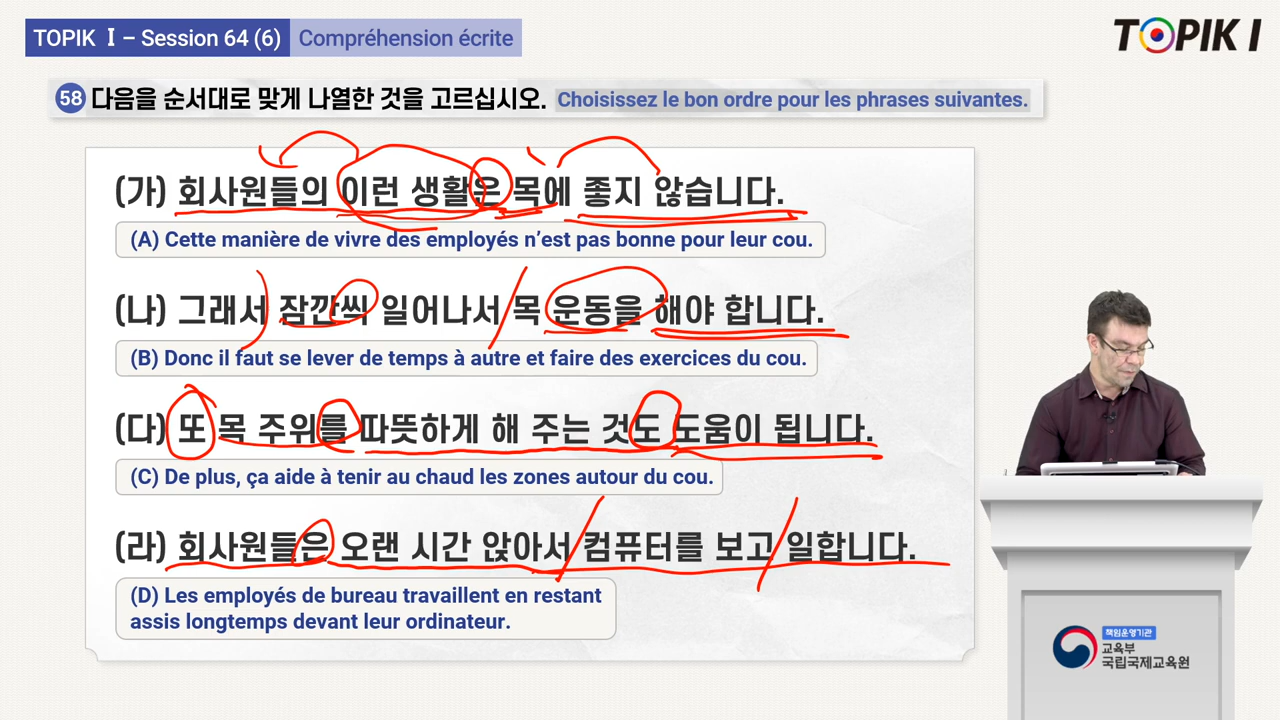 TOPIK Ⅰ – Session 64 (6) Compréhension écrite
TOPIK I
58 다음을 순서대로 맞게 나열한 것을 고르십시오. Choisissez le bon ordre pour les phrases suivantes.
(가) 회사원들의 이런 생활은 목에 좋지 않습니다.
(A) Cette manière de vivre des employés n’est pas bonne pour leur cou.
(나) 그래서 잠깐씩 일어나서 목 운동을 해야 합니다.
(B) Donc il faut se lever de temps à autre et faire des exercices du cou.
(다) 또 목 주위를 따뜻하게 해 주는 것도 도움이 됩니다.
(C) De plus, ça aide à tenir au chaud les zones autour du cou.
(라) 회사원들은 오랜 시간 앉아서 컴퓨터를 보고 일합니다.
(D) Les employés de bureau travaillent en restant
assis longtemps devant leur ordinateur.
책임운영기관
교육부
국립국제교육원